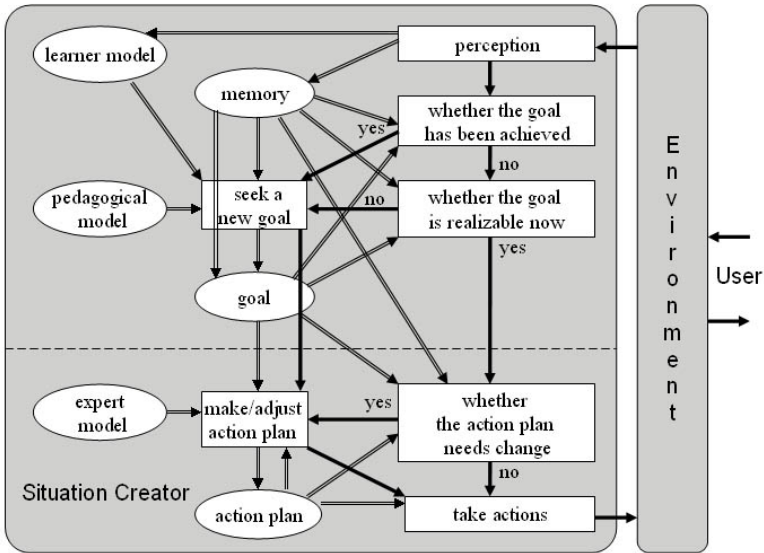 learner model
perception
memory
whether the goal
has been achieved
yes
no
pedagogical
model
seek a
new goal
no
whether the goal
is realizable now
yes
goal
Environment
User
expert
model
make/adjust
action plan
yes
whether
the action plan
needs change
no
Situation Creator
action plan
take actions